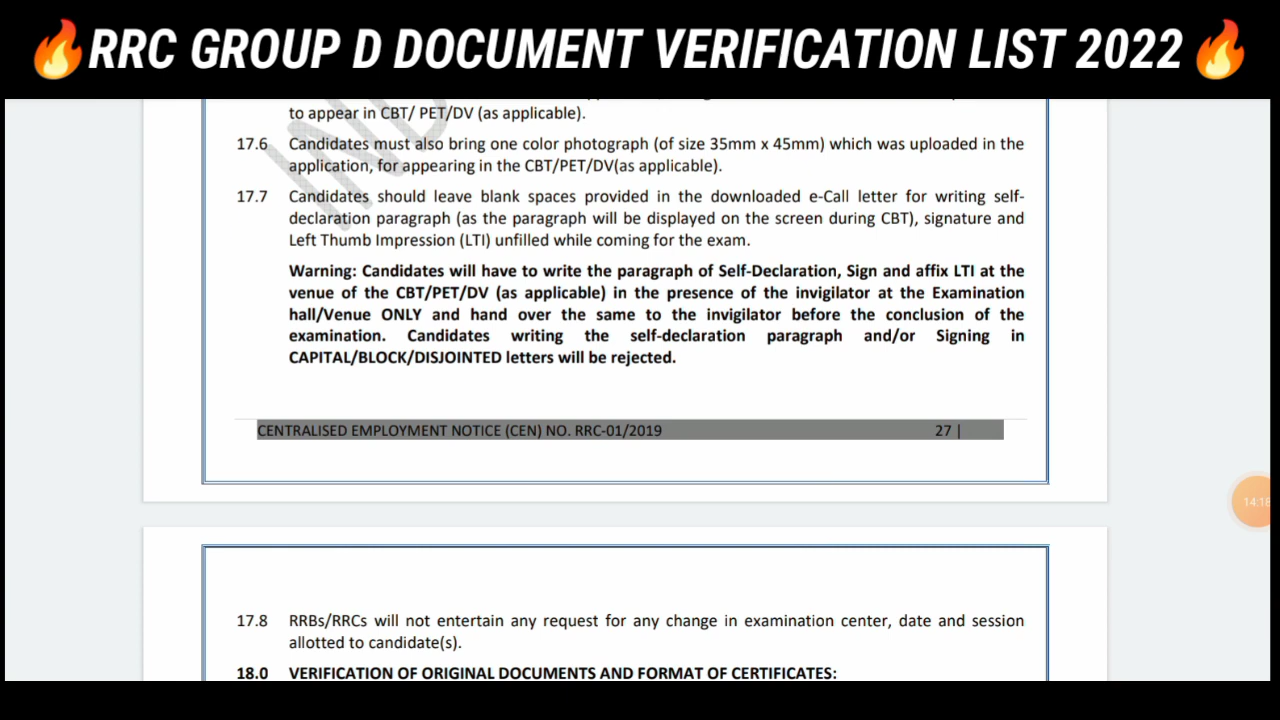 🔥RRC GROUP D DOCUMENT VERIFICATION LIST 2022🔥
to appear in CBT/ PET/DV (as applicable).
17.6 Candidates must also bring one color photograph (of size 35mm x 45mm) which was uploaded in the
application, for appearing in the CBT/PET/DV(as applicable).
17.7 Candidates should leave blank spaces provided in the downloaded e-Call letter for writing self-
declaration paragraph (as the paragraph will be displayed on the screen during CBT), signature and
Left Thumb Impression (LTI) unfilled while coming for the exam.
Warning: Candidates will have to write the paragraph of Self-Declaration, Sign and affix LTI at the
venue of the CBT/PET/DV (as applicable) in the presence of the invigilator at the Examination
hall/Venue ONLY and hand over the same to the invigilator before the conclusion of the
examination. Candidates writing the self-declaration paragraph and/or Signing in
CAPITAL/BLOCK/DISJOINTED letters will be rejected.
CENTRALISED EMPLOYMENT NOTICE (CEN) NO. RRC-01/2019 27 |
14:18
17.8 RRBs/RRCs will not entertain any request for any change in examination center, date and session
allotted to candidate(s).
18.0 VERIFICATION OF ORIGINAL DOCUMENTS AND FORMAT OF CERTIFICATES: